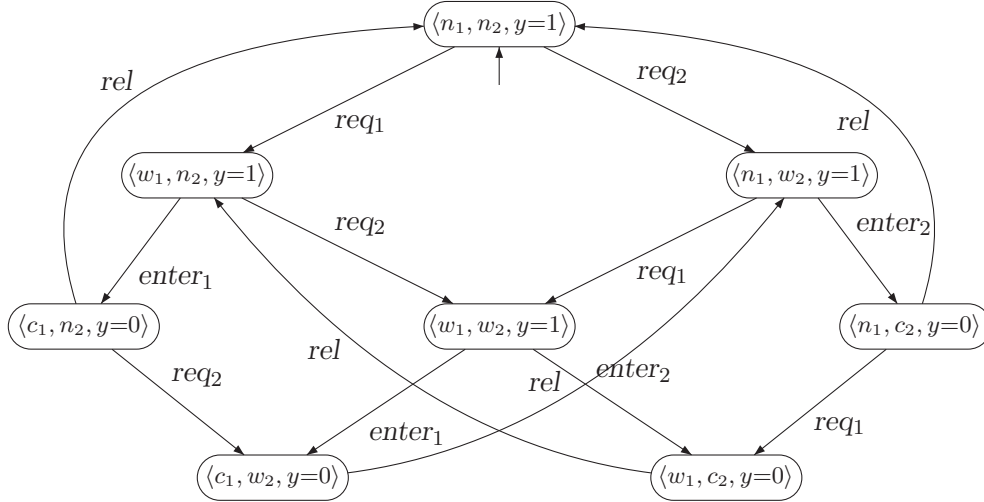 ⟨n₁, n₂, y=1⟩
rel
req₂
req₁
rel
⟨w₁, n₂, y=1⟩
⟨n₁, w₂, y=1⟩
req₂
enter₂
enter₁
req₁
⟨c₁, n₂, y=0⟩
⟨w₁, w₂, y=1⟩
⟨n₁, c₂, y=0⟩
rel
req₂
rel
enter₂
enter₁
req₁
⟨c₁, w₂, y=0⟩
⟨w₁, c₂, y=0⟩